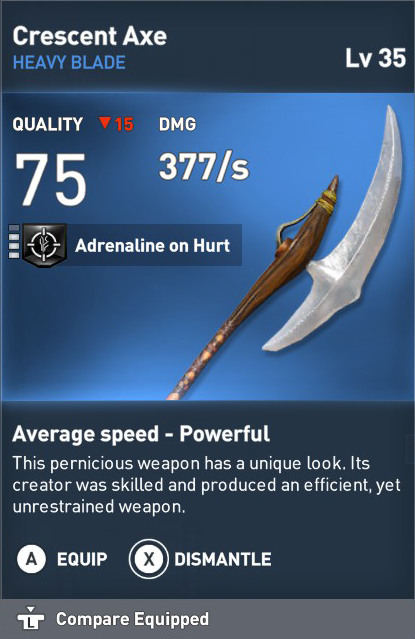 Crescent Axe
HEAVY BLADE
Lv 35
QUALITY ▼15 DMG
75 377/s
Adrenaline on Hurt
Average speed - Powerful
This pernicious weapon has a unique look. Its
creator was skilled and produced an efficient, yet
unrestrained weapon.
A EQUIP X DISMANTLE
L Compare Equipped